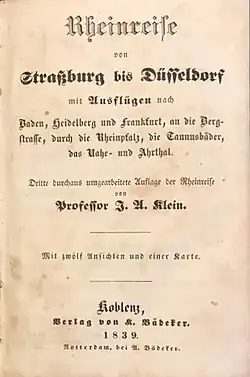 Rheinreise
von
Straßburg bis Düsseldorf
mit Ausflügen nach
Baden, Heidelberg und Frankfurt, an die Berg-
strasse, durch die Rheinpfalz, die Taunusbäder,
das Nahe- und Ahrthal.
Dritte durchaus umgearbeitete Auflage der Rheinreise
von
Professor J. A. Klein.
Mit zwölf Ansichten und einer Karte.
Koblenz,
Verlag von K. Bädeker.
1839.
Rotterdam, bei A. Bädeker.